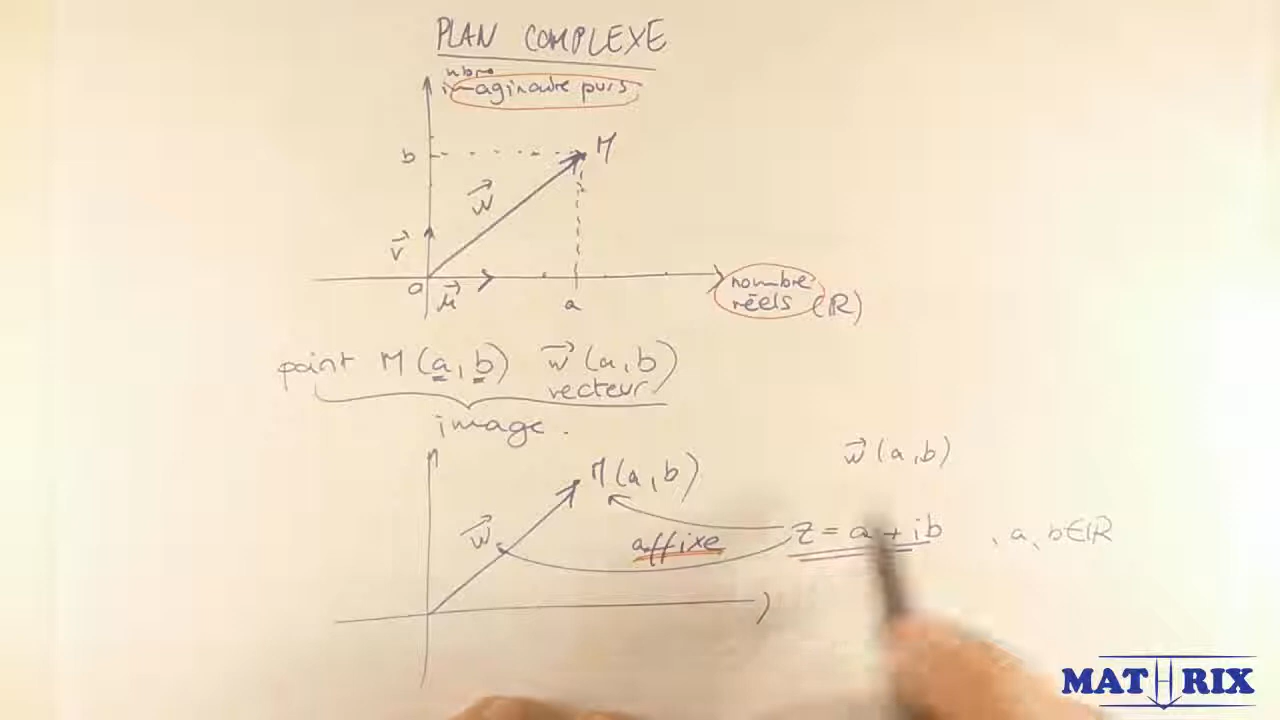 PLAN COMPLEXE
nbre
imaginaire purs
b
M
w
v
o
u
a
nombre
réels (R)
point M(a, b) w(a, b)
vecteur
image.
w(a, b)
M(a, b)
w
affixe
z = a + ib , a, b ∈ R
MATHRIX